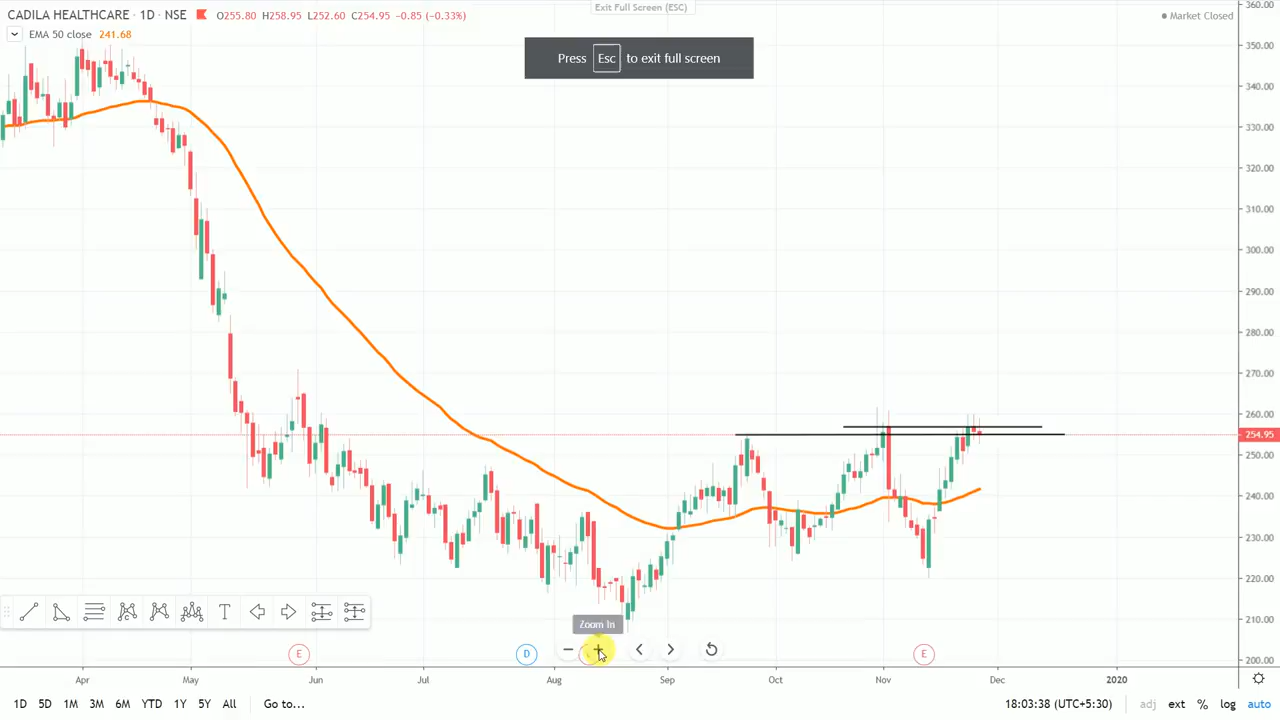 Exit Full Screen (ESC)
CADILA HEALTHCARE · 1D · NSE O255.80 H258.95 L252.60 C254.95 −0.85 (−0.33%)
Market Closed
EMA 50 close 241.68
Press Esc to exit full screen
360.00
350.00
340.00
330.00
320.00
310.00
300.00
290.00
280.00
270.00
260.00
254.95
250.00
240.00
230.00
220.00
210.00
200.00
T
Zoom In
E D E
Apr May Jun Jul Aug Sep Oct Nov Dec 2020
1D 5D 1M 3M 6M YTD 1Y 5Y All Go to... 18:03:38 (UTC+5:30) adj ext % log auto